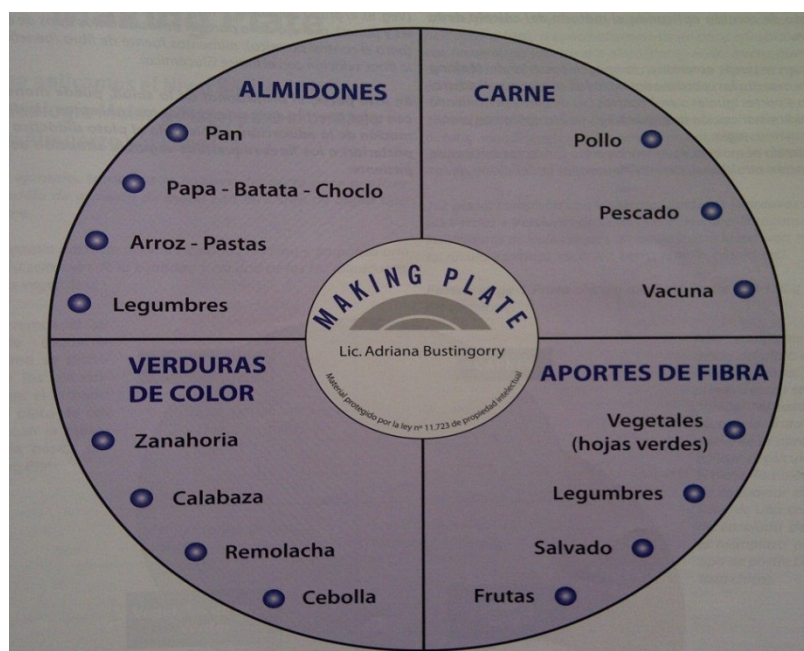 ALMIDONES
Pan
Papa - Batata - Choclo
Arroz - Pastas
Legumbres
CARNE
Pollo
Pescado
Vacuna
MAKING PLATE
Lic. Adriana Bustingorry
Material protegido por la ley nº 11.723 de propiedad intelectual
VERDURAS
DE COLOR
Zanahoria
Calabaza
Remolacha
Cebolla
APORTES DE FIBRA
Vegetales
(hojas verdes)
Legumbres
Salvado
Frutas